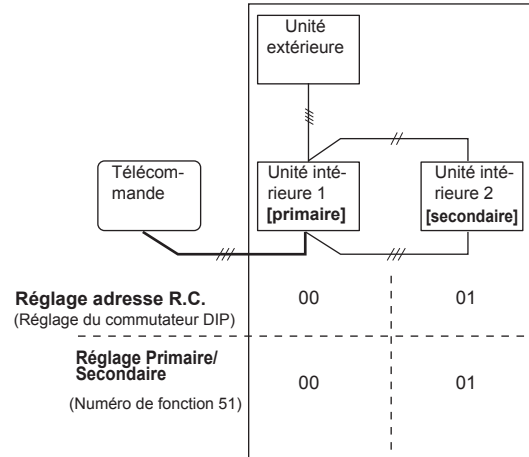 Unité
extérieure
Télécom-
mande
Unité inté-
rieure 1
[primaire]
Unité inté-
rieure 2
[secondaire]
Réglage adresse R.C.
(Réglage du commutateur DIP)
00
01
Réglage Primaire/
Secondaire
(Numéro de fonction 51)
00
01